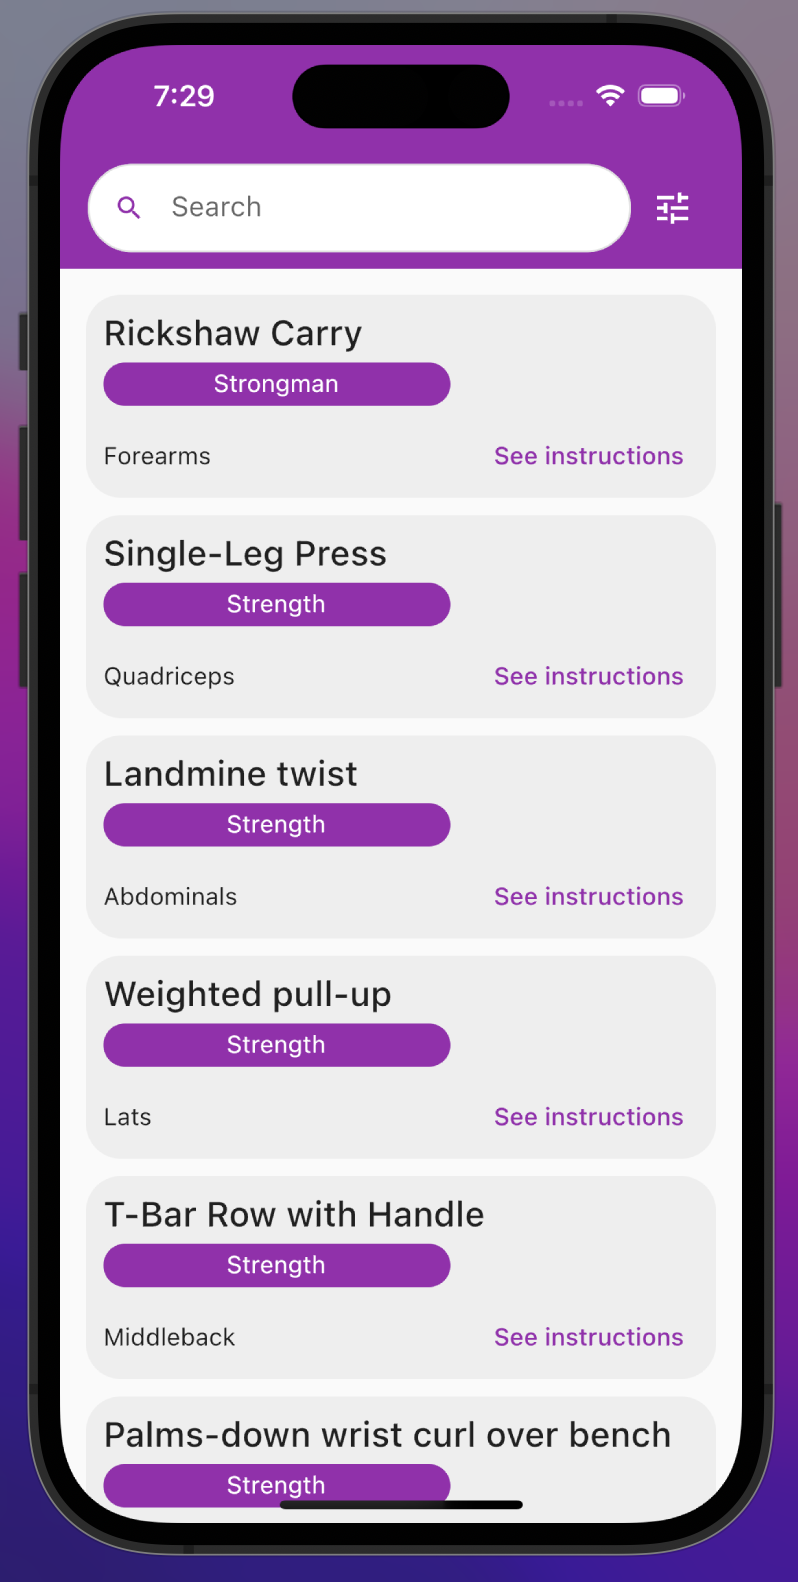 7:29
Search
Rickshaw Carry
Strongman
Forearms See instructions
Single-Leg Press
Strength
Quadriceps See instructions
Landmine twist
Strength
Abdominals See instructions
Weighted pull-up
Strength
Lats See instructions
T-Bar Row with Handle
Strength
Middleback See instructions
Palms-down wrist curl over bench
Strength